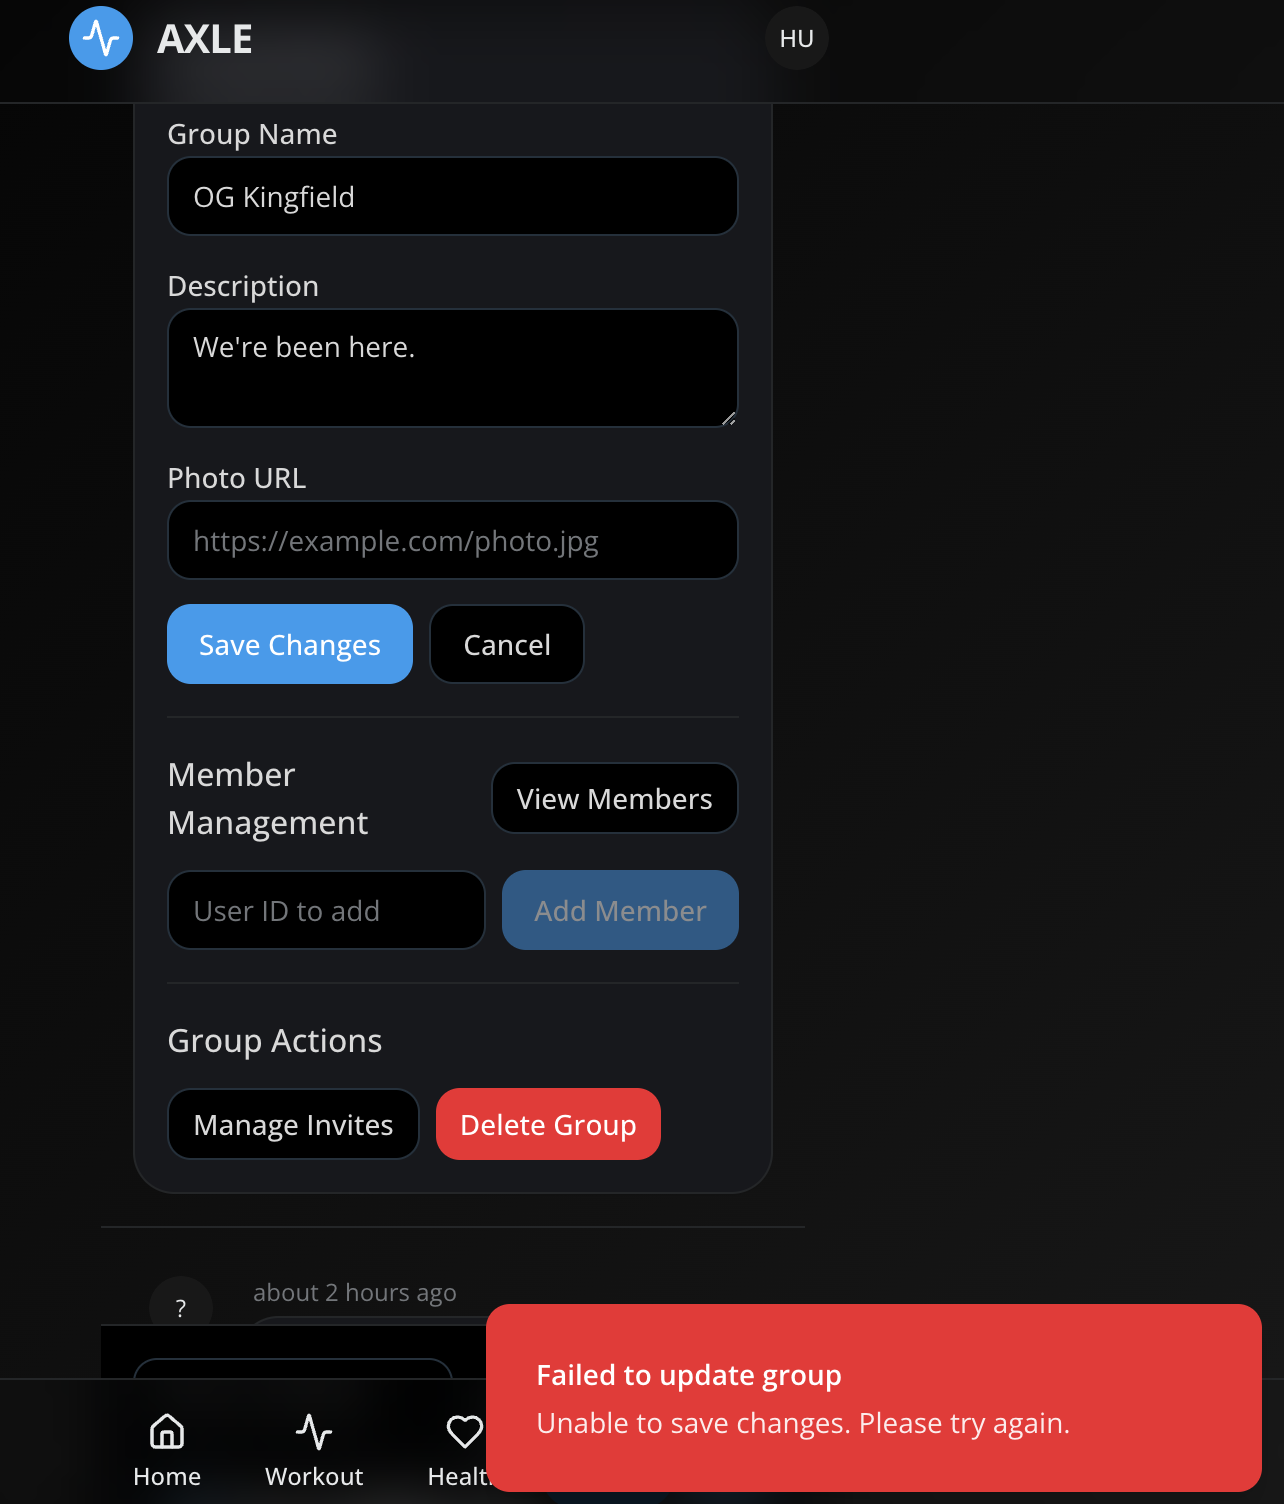 AXLE
HU
Group Name
OG Kingfield
Description
We're been here.
Photo URL
https://example.com/photo.jpg
Save Changes
Cancel
Member
Management
View Members
User ID to add
Add Member
Group Actions
Manage Invites
Delete Group
?
about 2 hours ago
Failed to update group
Unable to save changes. Please try again.
Home
Workout
Healt